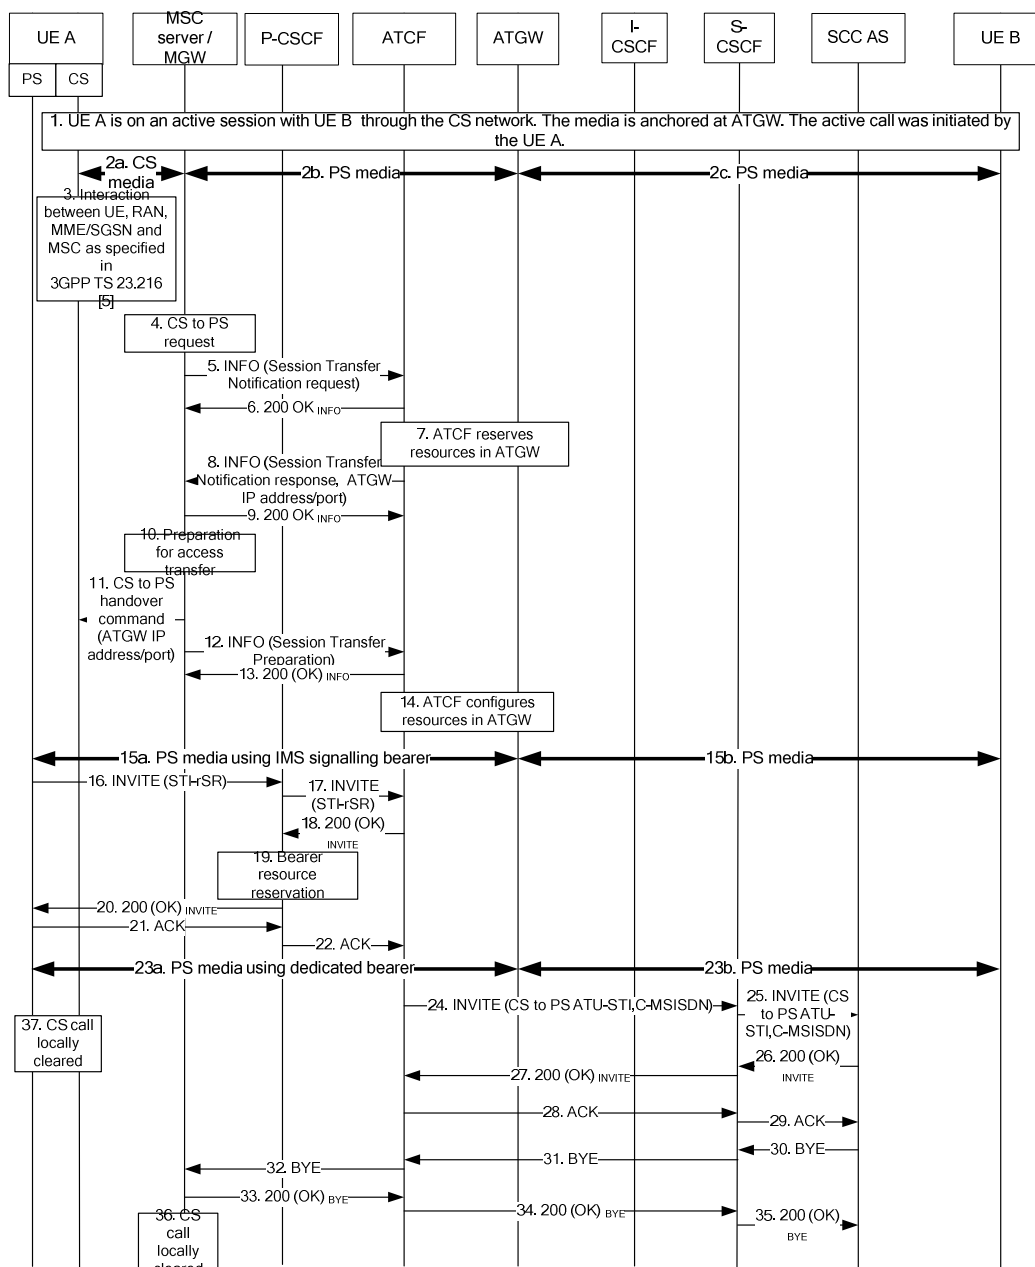 UE A
MSC
server /
MGW
P-CSCF
ATCF
ATGW
I-
CSCF
S-
CSCF
SCC AS
UE B
PS
CS
1. UE A is on an active session with UE B through the CS network. The media is anchored at ATGW. The active call was initiated by
the UE A.
2a. CS
media
2b. PS media
2c. PS media
3. Interaction
between UE, RAN,
MME/SGSN and
MSC as specified
in
3GPP TS 23.216
[5]
4. CS to PS
request
5. INFO (Session Transfer
Notification request)
6. 200 OK INFO
7. ATCF reserves
resources in ATGW
8. INFO (Session Transfer
Notification response, ATGW
IP address/port)
9. 200 OK INFO
10. Preparation
for access
transfer
11. CS to PS
handover
command
(ATGW IP
address/port)
12. INFO (Session Transfer
Preparation)
13. 200 (OK) INFO
14. ATCF configures
resources in ATGW
15a. PS media using IMS signalling bearer
15b. PS media
16. INVITE (STI-rSR)
17. INVITE
(STI-rSR)
18. 200 (OK)
INVITE
19. Bearer
resource
reservation
20. 200 (OK) INVITE
21. ACK
22. ACK
23a. PS media using dedicated bearer
23b. PS media
24. INVITE (CS to PS ATU-STI,C-MSISDN)
25. INVITE (CS
to PS ATU-
STI,C-MSISDN)
37. CS call
locally
cleared
26. 200 (OK)
INVITE
27. 200 (OK) INVITE
28. ACK
29. ACK
30. BYE
31. BYE
32. BYE
33. 200 (OK) BYE
34. 200 (OK) BYE
35. 200 (OK)
BYE
36. CS
call
locally
cleared